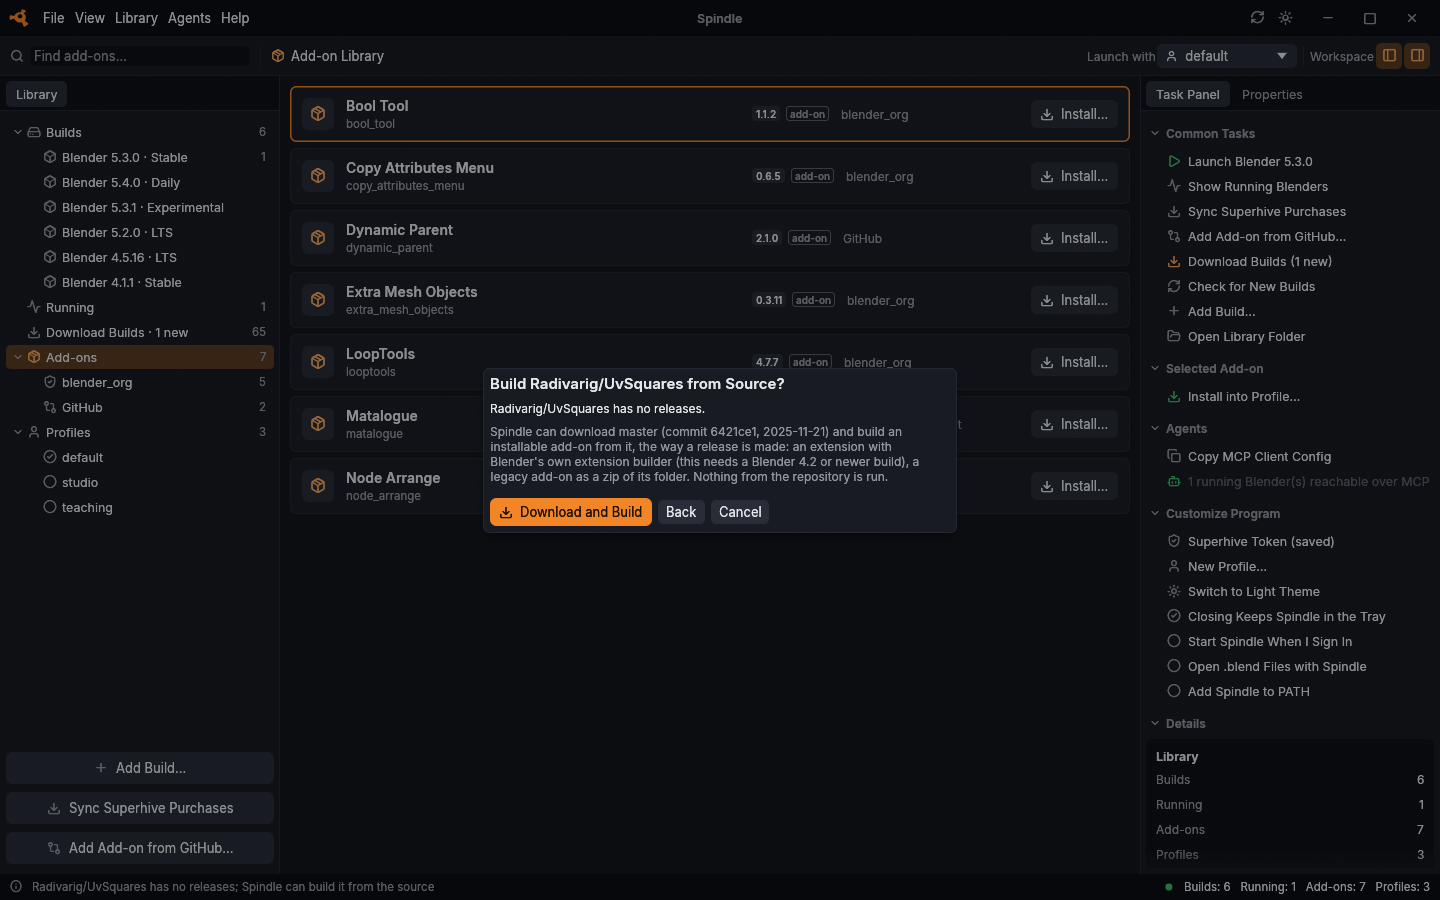 File View Library Agents Help
Spindle
Find add-ons...
Add-on Library
Launch with
default
Workspace
Library
Builds 6
Blender 5.3.0 · Stable 1
Blender 5.4.0 · Daily
Blender 5.3.1 · Experimental
Blender 5.2.0 · LTS
Blender 4.5.16 · LTS
Blender 4.1.1 · Stable
Running 1
Download Builds · 1 new 65
Add-ons 7
blender_org 5
GitHub 2
Profiles 3
default
studio
teaching
Add Build...
Sync Superhive Purchases
Add Add-on from GitHub...
Bool Tool
bool_tool
1.1.2 add-on blender_org
Install...
Copy Attributes Menu
copy_attributes_menu
0.6.5 add-on blender_org
Install...
Dynamic Parent
dynamic_parent
2.1.0 add-on GitHub
Install...
Extra Mesh Objects
extra_mesh_objects
0.3.11 add-on blender_org
Install...
LoopTools
looptools
4.7.7 add-on blender_org
Install...
Matalogue
matalogue
Install...
Node Arrange
node_arrange
Install...
Build Radivarig/UvSquares from Source?
Radivarig/UvSquares has no releases.
Spindle can download master (commit 6421ce1, 2025-11-21) and build an
installable add-on from it, the way a release is made: an extension with
Blender's own extension builder (this needs a Blender 4.2 or newer build), a
legacy add-on as a zip of its folder. Nothing from the repository is run.
Download and Build
Back
Cancel
Task Panel
Properties
Common Tasks
Launch Blender 5.3.0
Show Running Blenders
Sync Superhive Purchases
Add Add-on from GitHub...
Download Builds (1 new)
Check for New Builds
Add Build...
Open Library Folder
Selected Add-on
Install into Profile...
Agents
Copy MCP Client Config
1 running Blender(s) reachable over MCP
Customize Program
Superhive Token (saved)
New Profile...
Switch to Light Theme
Closing Keeps Spindle in the Tray
Start Spindle When I Sign In
Open .blend Files with Spindle
Add Spindle to PATH
Details
Library
Builds 6
Running 1
Add-ons 7
Profiles 3
Radivarig/UvSquares has no releases; Spindle can build it from the source
Builds: 6 Running: 1 Add-ons: 7 Profiles: 3